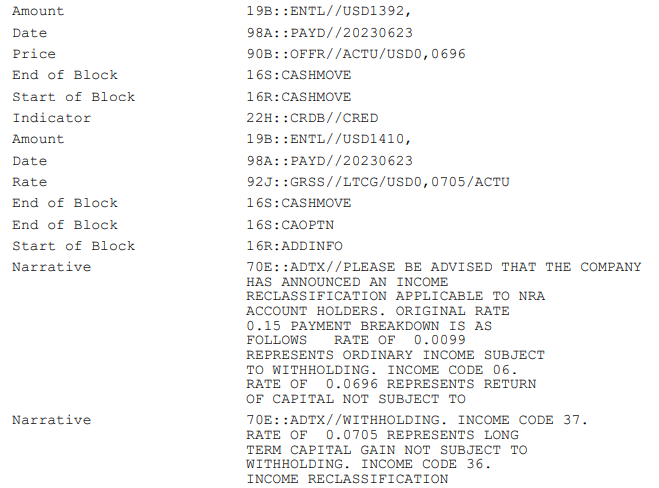 Amount 19B::ENTL//USD1392,
Date 98A::PAYD//20230623
Price 90B::OFFR//ACTU/USD0,0696
End of Block 16S:CASHMOVE
Start of Block 16R:CASHMOVE
Indicator 22H::CRDB//CRED
Amount 19B::ENTL//USD1410,
Date 98A::PAYD//20230623
Rate 92J::GRSS//LTCG/USD0,0705/ACTU
End of Block 16S:CASHMOVE
End of Block 16S:CAOPTN
Start of Block 16R:ADDINFO
Narrative 70E::ADTX//PLEASE BE ADVISED THAT THE COMPANY
HAS ANNOUNCED AN INCOME
RECLASSIFICATION APPLICABLE TO NRA
ACCOUNT HOLDERS. ORIGINAL RATE
0.15 PAYMENT BREAKDOWN IS AS
FOLLOWS   RATE OF  0.0099
REPRESENTS ORDINARY INCOME SUBJECT
TO WITHHOLDING. INCOME CODE 06.
RATE OF  0.0696 REPRESENTS RETURN
OF CAPITAL NOT SUBJECT TO
Narrative 70E::ADTX//WITHHOLDING. INCOME CODE 37.
RATE OF  0.0705 REPRESENTS LONG
TERM CAPITAL GAIN NOT SUBJECT TO
WITHHOLDING. INCOME CODE 36.
INCOME RECLASSIFICATION